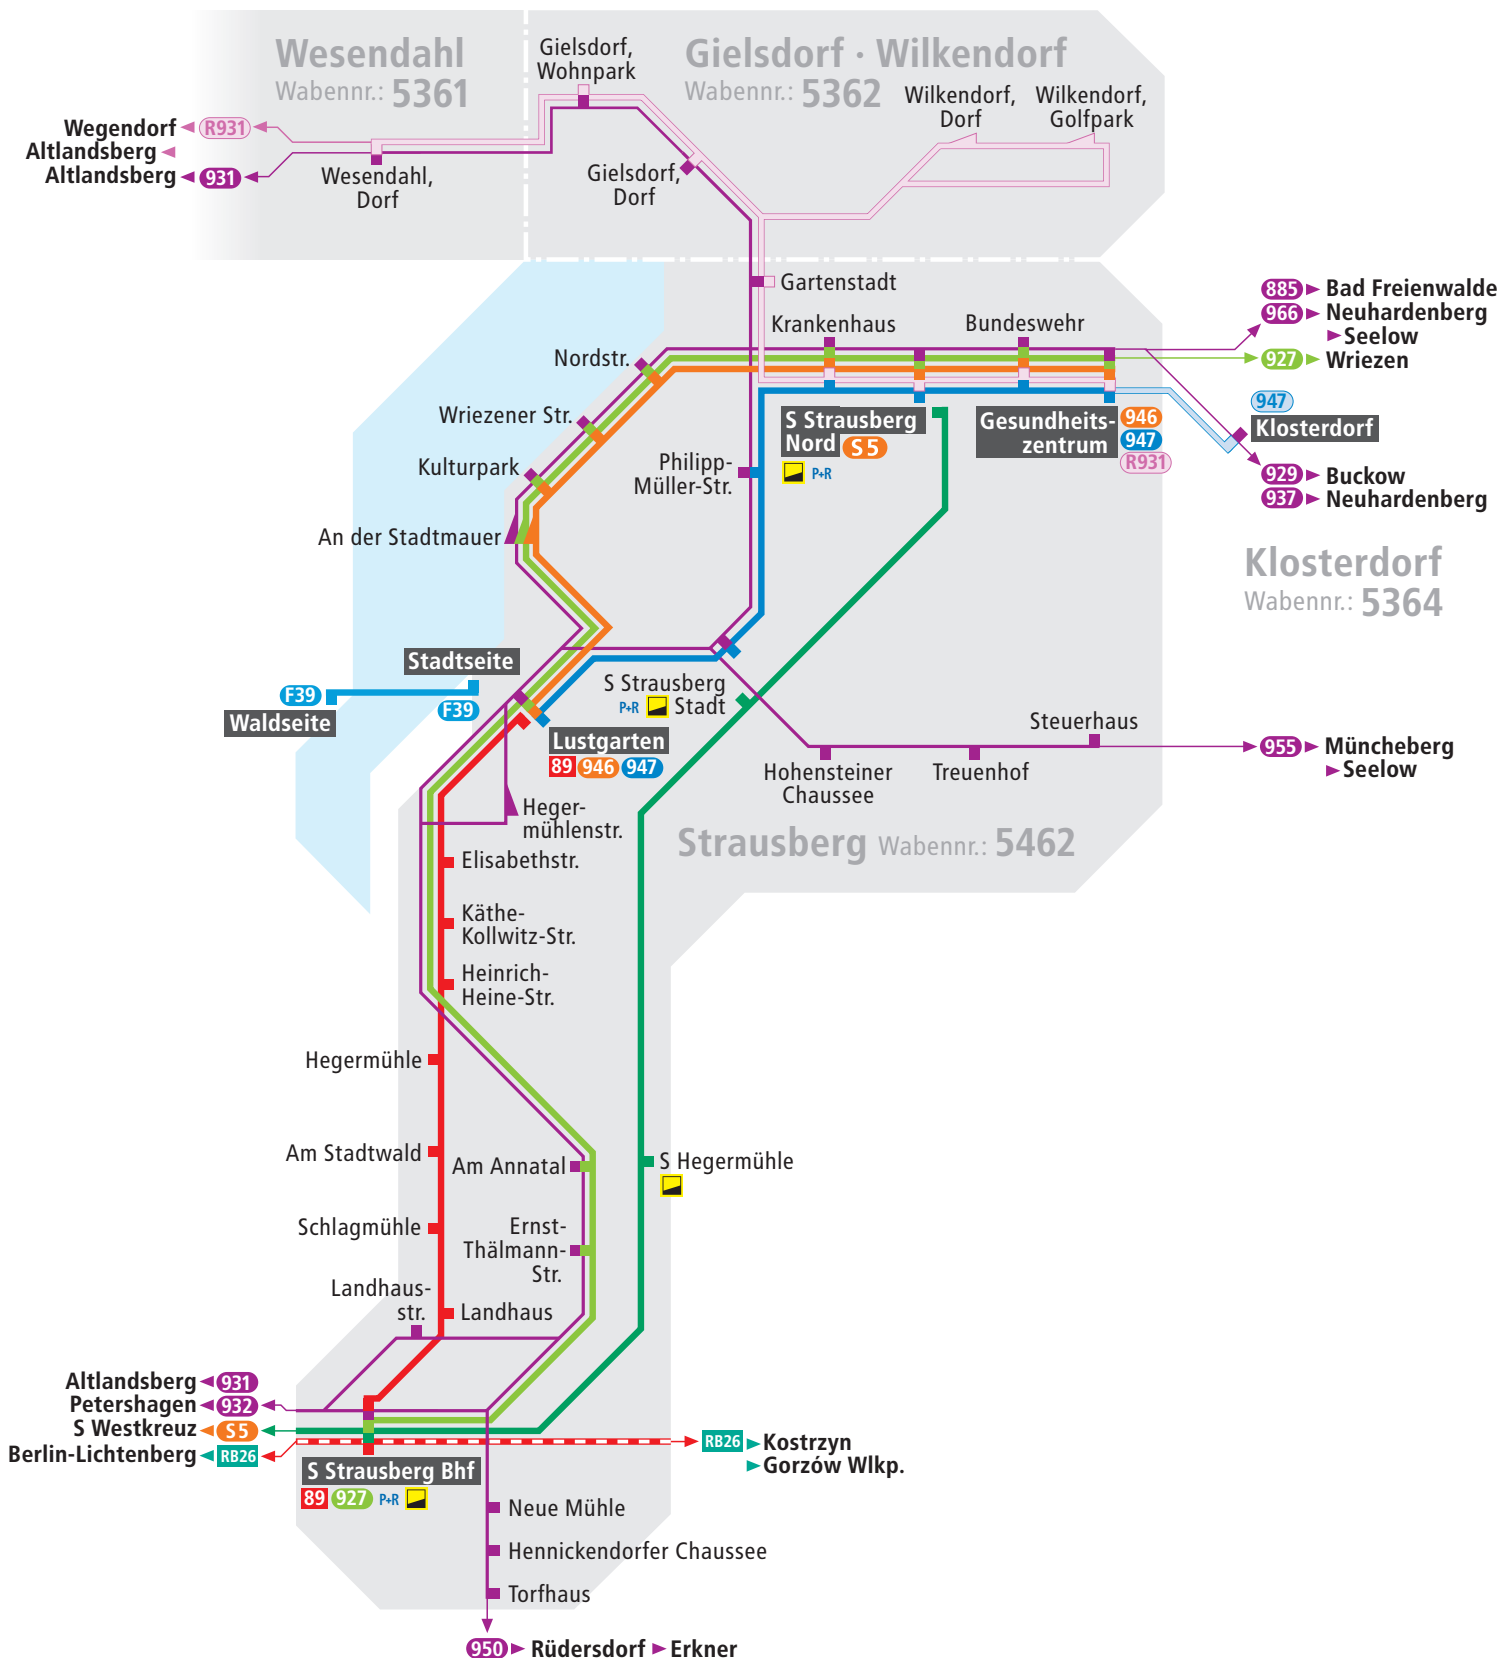 Wesendahl
Wabennr.: 5361
Gielsdorf,
Wohnpark
Gielsdorf · Wilkendorf
Wabennr.: 5362
Wilkendorf,
Dorf
Wilkendorf,
Golfpark
Wegendorf R931
Altlandsberg
Altlandsberg 931
Wesendahl,
Dorf
Gielsdorf,
Dorf
Gartenstadt
885 Bad Freienwalde
966 Neuhardenberg
Seelow
927 Wriezen
Krankenhaus
Bundeswehr
Nordstr.
Wriezener Str.
Kulturpark
An der Stadtmauer
Philipp-
Müller-Str.
S Strausberg
Nord S 5
P+R
Gesundheits-
zentrum
946
947
R931
947
Klosterdorf
929 Buckow
937 Neuhardenberg
Klosterdorf
Wabennr.: 5364
Stadtseite
F39
F39
Waldseite
S Strausberg
P+R Stadt
Lustgarten
89 946 947
Steuerhaus
955 Müncheberg
Seelow
Hohensteiner
Chaussee
Treuenhof
Heger-
mühlenstr.
Strausberg Wabennr.: 5462
Elisabethstr.
Käthe-
Kollwitz-Str.
Heinrich-
Heine-Str.
Hegermühle
Am Stadtwald
Am Annatal
S Hegermühle
Schlagmühle
Ernst-
Thälmann-
Str.
Landhaus-
str.
Landhaus
Altlandsberg 931
Petershagen 932
S Westkreuz S 5
Berlin-Lichtenberg RB26
RB26 Kostrzyn
Gorzów Wlkp.
S Strausberg Bhf
89 927 P+R
Neue Mühle
Hennickendorfer Chaussee
Torfhaus
950 Rüdersdorf Erkner